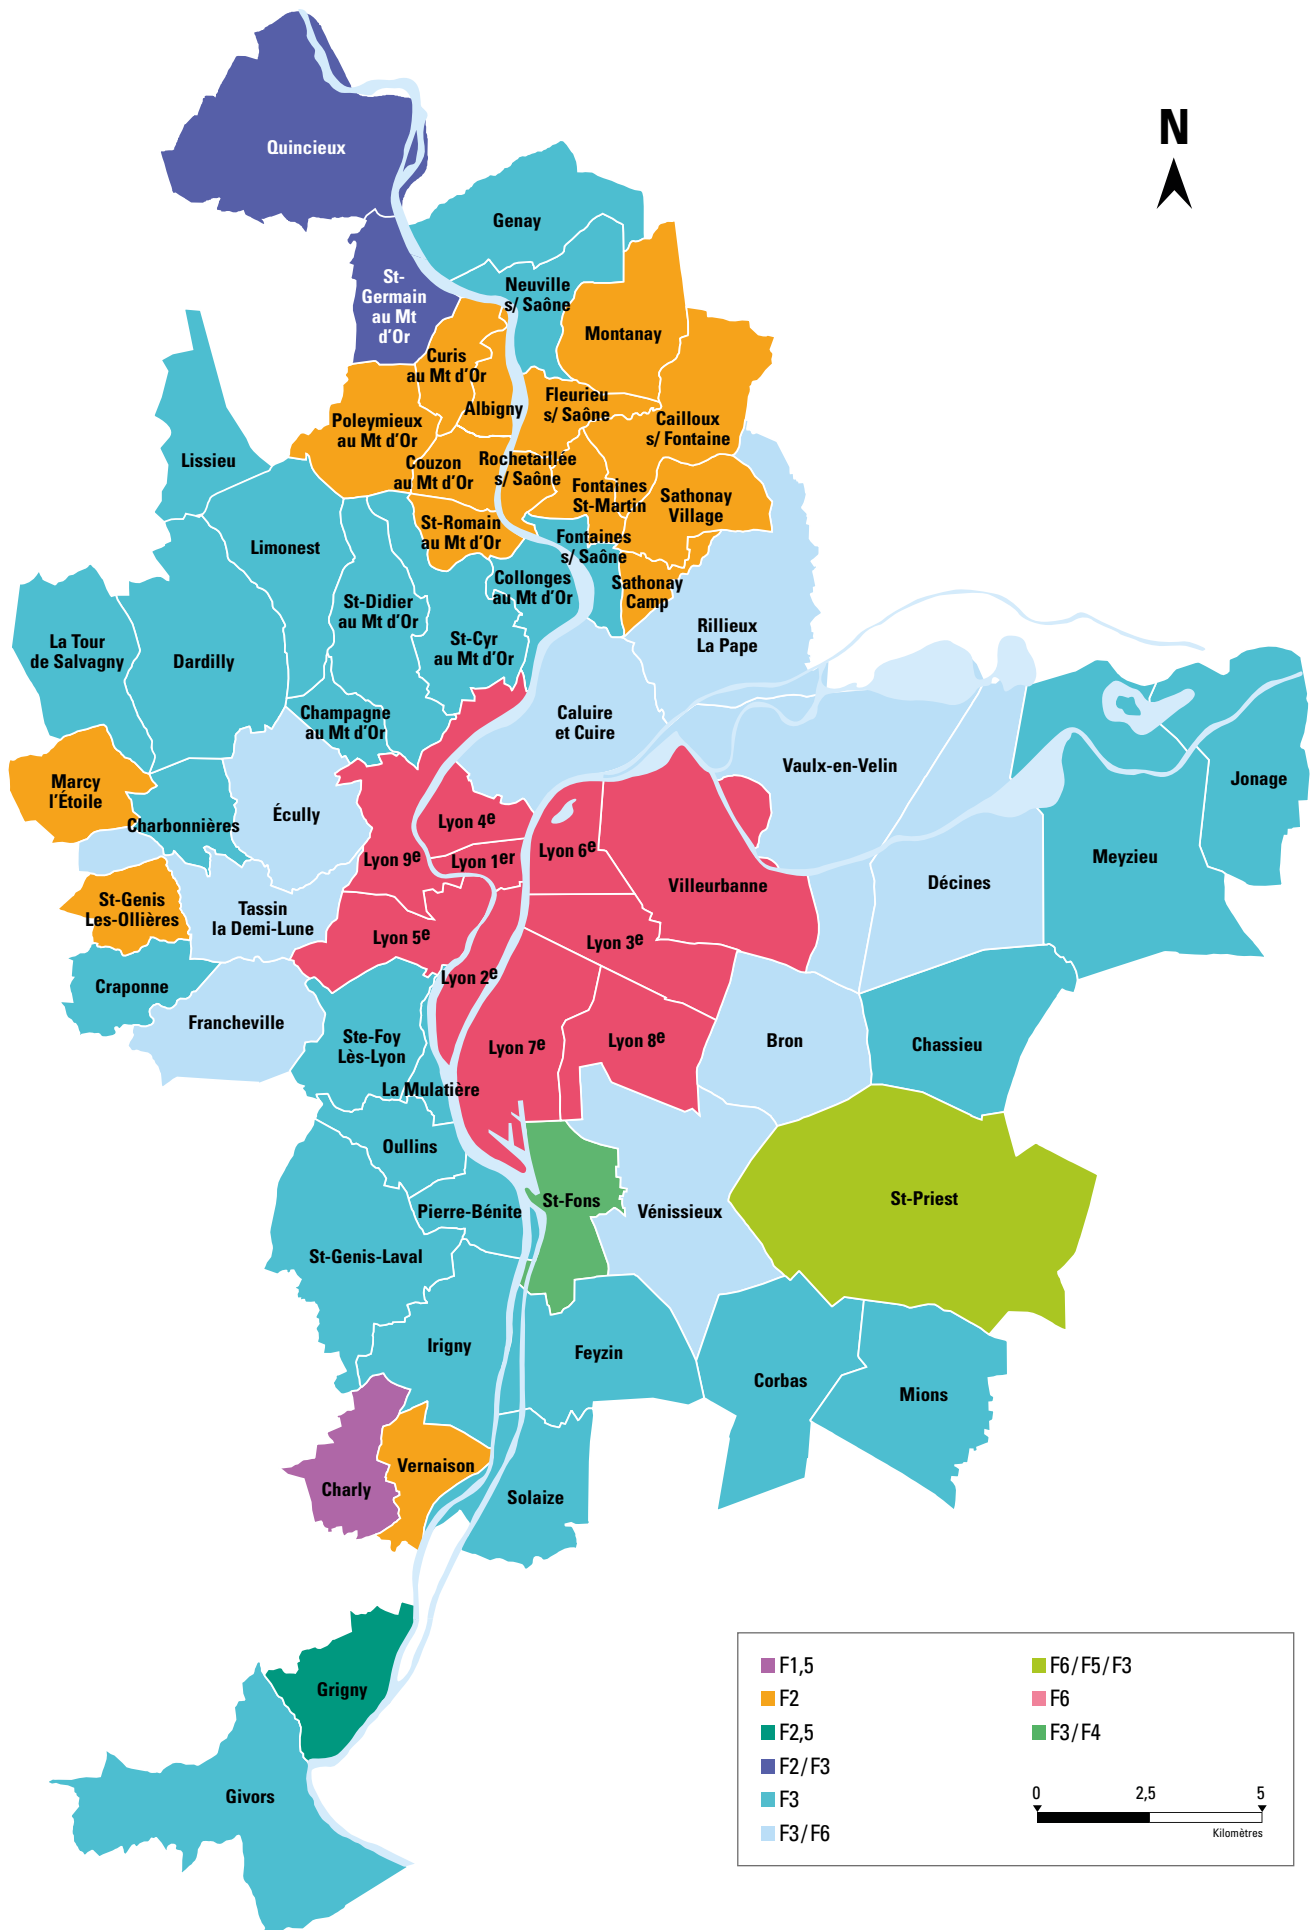 N
Quincieux
Genay
St-
Germain
au Mt
d'Or
Neuville
s/ Saône
Montanay
Curis
au Mt d'Or
Albigny
Fleurieu
s/ Saône
Poleymieux
au Mt d'Or
Cailloux
s/ Fontaine
Lissieu
Couzon
au Mt d'Or
Rochetaillée
s/ Saône
Fontaines
St-Martin
Sathonay
Village
St-Romain
au Mt d'Or
Limonest
Fontaines
s/ Saône
Collonges
au Mt d'Or
Sathonay
Camp
St-Didier
au Mt d'Or
Rillieux
La Pape
La Tour
de Salvagny
Dardilly
St-Cyr
au Mt d'Or
Champagne
au Mt d'Or
Caluire
et Cuire
Vaulx-en-Velin
Jonage
Marcy
l'Étoile
Charbonnières
Écully
Lyon 4e
Lyon 9e
Lyon 1er
Lyon 6e
Villeurbanne
Décines
Meyzieu
St-Genis
Les-Ollières
Tassin
la Demi-Lune
Lyon 5e
Lyon 3e
Lyon 2e
Craponne
Francheville
Ste-Foy
Lès-Lyon
Lyon 7e
Lyon 8e
Bron
Chassieu
La Mulatière
Oullins
Pierre-Bénite
St-Fons
Vénissieux
St-Priest
St-Genis-Laval
Irigny
Feyzin
Corbas
Mions
Charly
Vernaison
Solaize
Grigny
Givors
F1,5
F2
F2,5
F2/F3
F3
F3/F6
F6/F5/F3
F6
F3/F4
0 2,5 5
Kilomètres